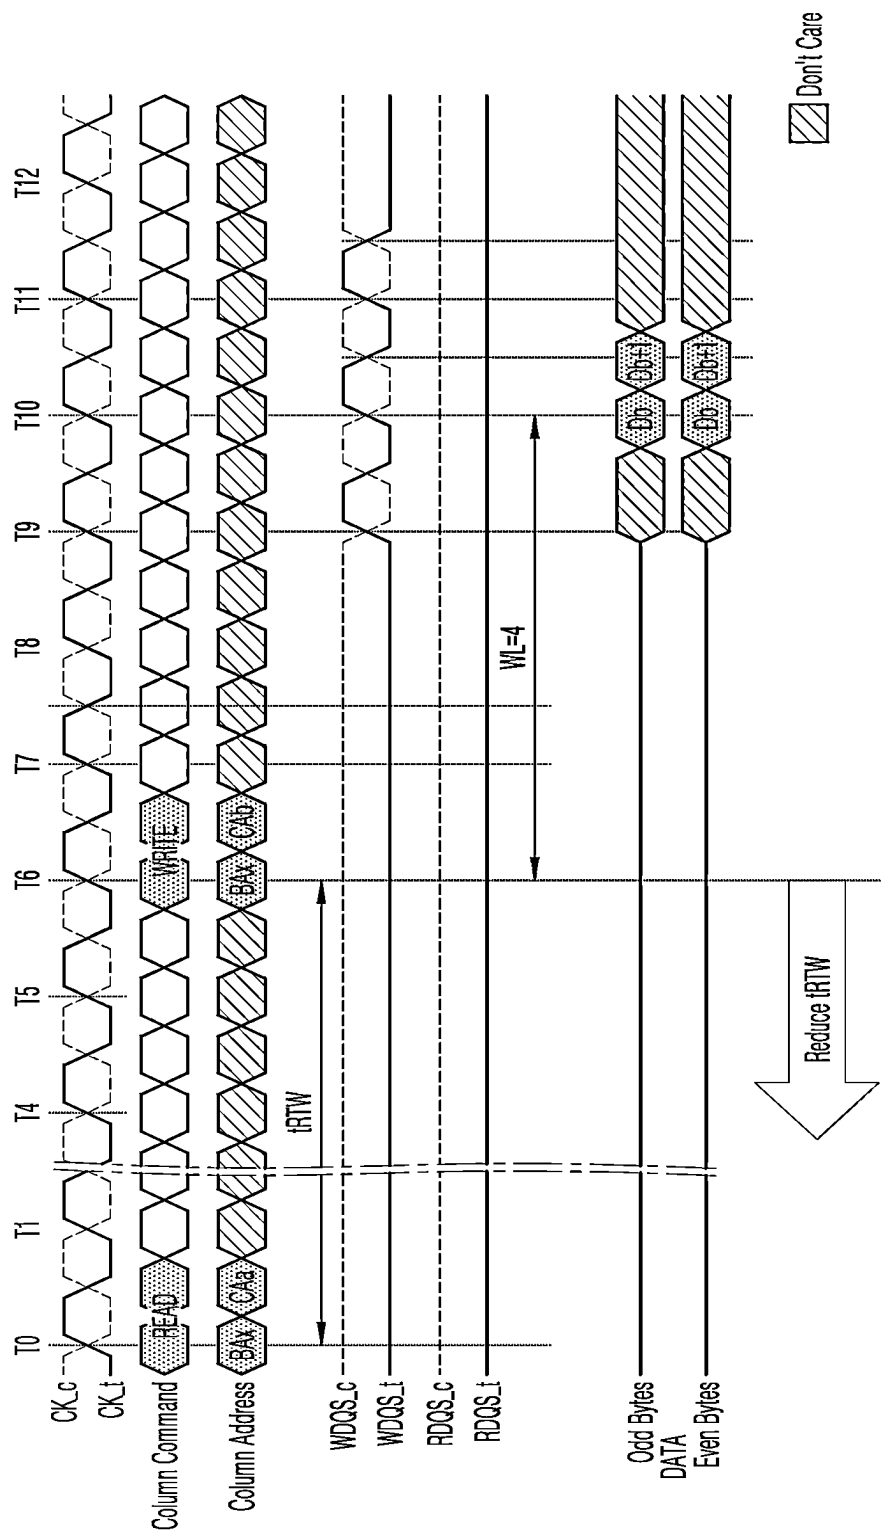 T0 T1 T4 T5 T6 T7 T8 T9 T10 T11 T12
CK_c
CK_t
Column Command READ WRITE
Column Address BAx CAa BAx CAb
tRTW
WDQS_c
WDQS_t
RDQS_c
RDQS_t
WL=4
Odd Bytes Db Db+1
DATA
Even Bytes Db Db+1
Reduce tRTW
Don't Care